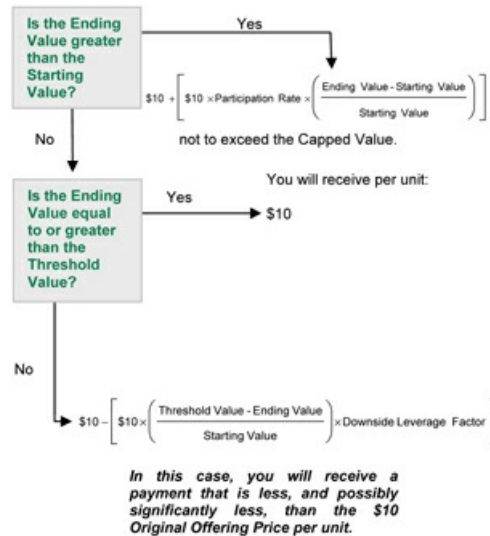 Is the Ending
Value greater
than the
Starting
Value?
Yes
$10 + [ $10 × Participation Rate × ( Ending Value - Starting Value
Starting Value ) ]
not to exceed the Capped Value.
No
You will receive per unit:
Is the Ending
Value equal
to or greater
than the
Threshold
Value?
Yes
$10
No
$10 – [ $10 × ( Threshold Value - Ending Value
Starting Value ) × Downside Leverage Factor
In this case, you will receive a
payment that is less, and possibly
significantly less, than the $10
Original Offering Price per unit.